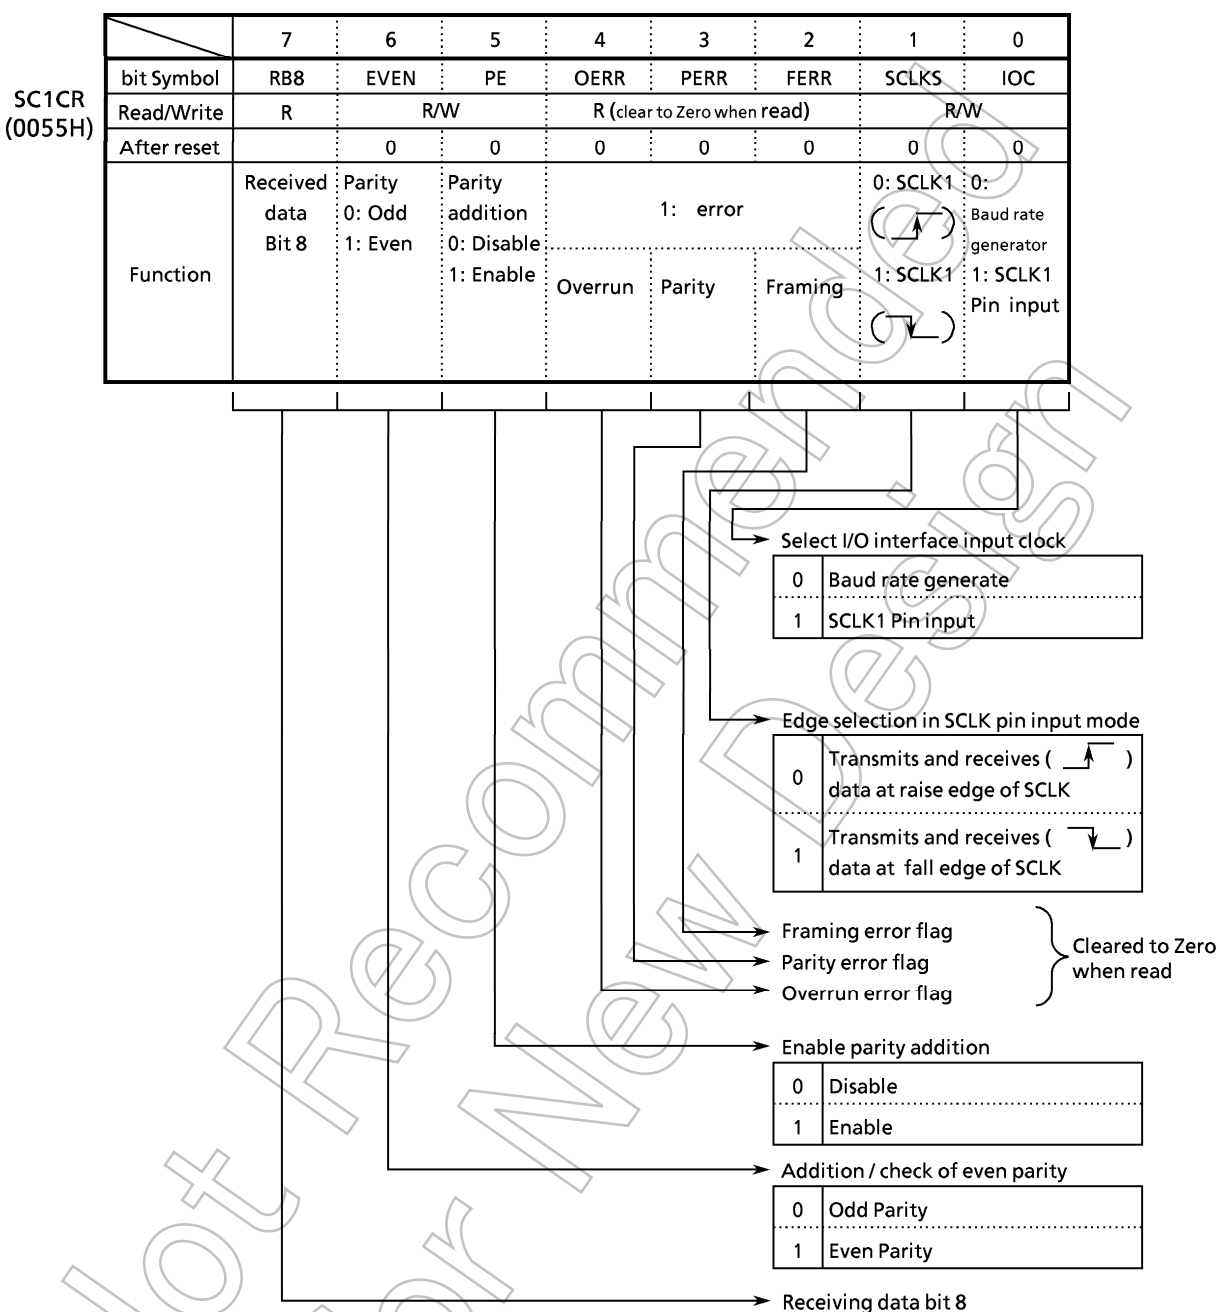 7 6 5 4 3 2 1 0
bit Symbol RB8 EVEN PE OERR PERR FERR SCLKS IOC
SC1CR
(0055H)
Read/Write R R/W R (clear to Zero when read) R/W
After reset 0 0 0 0 0 0 0
Function
Received
data
Bit 8
Parity
0: Odd
1: Even
Parity
addition
0: Disable
1: Enable
1: error
Overrun Parity Framing
0: SCLK1
( )
1: SCLK1
( )
0:
Baud rate
generator
1: SCLK1
Pin input
Select I/O interface input clock
0 Baud rate generate
1 SCLK1 Pin input
Edge selection in SCLK pin input mode
0 Transmits and receives ( )
data at raise edge of SCLK
1 Transmits and receives ( )
data at fall edge of SCLK
Framing error flag
Parity error flag
Overrun error flag
Cleared to Zero
when read
Enable parity addition
0 Disable
1 Enable
Addition / check of even parity
0 Odd Parity
1 Even Parity
Receiving data bit 8
Not Recommended
for New Design